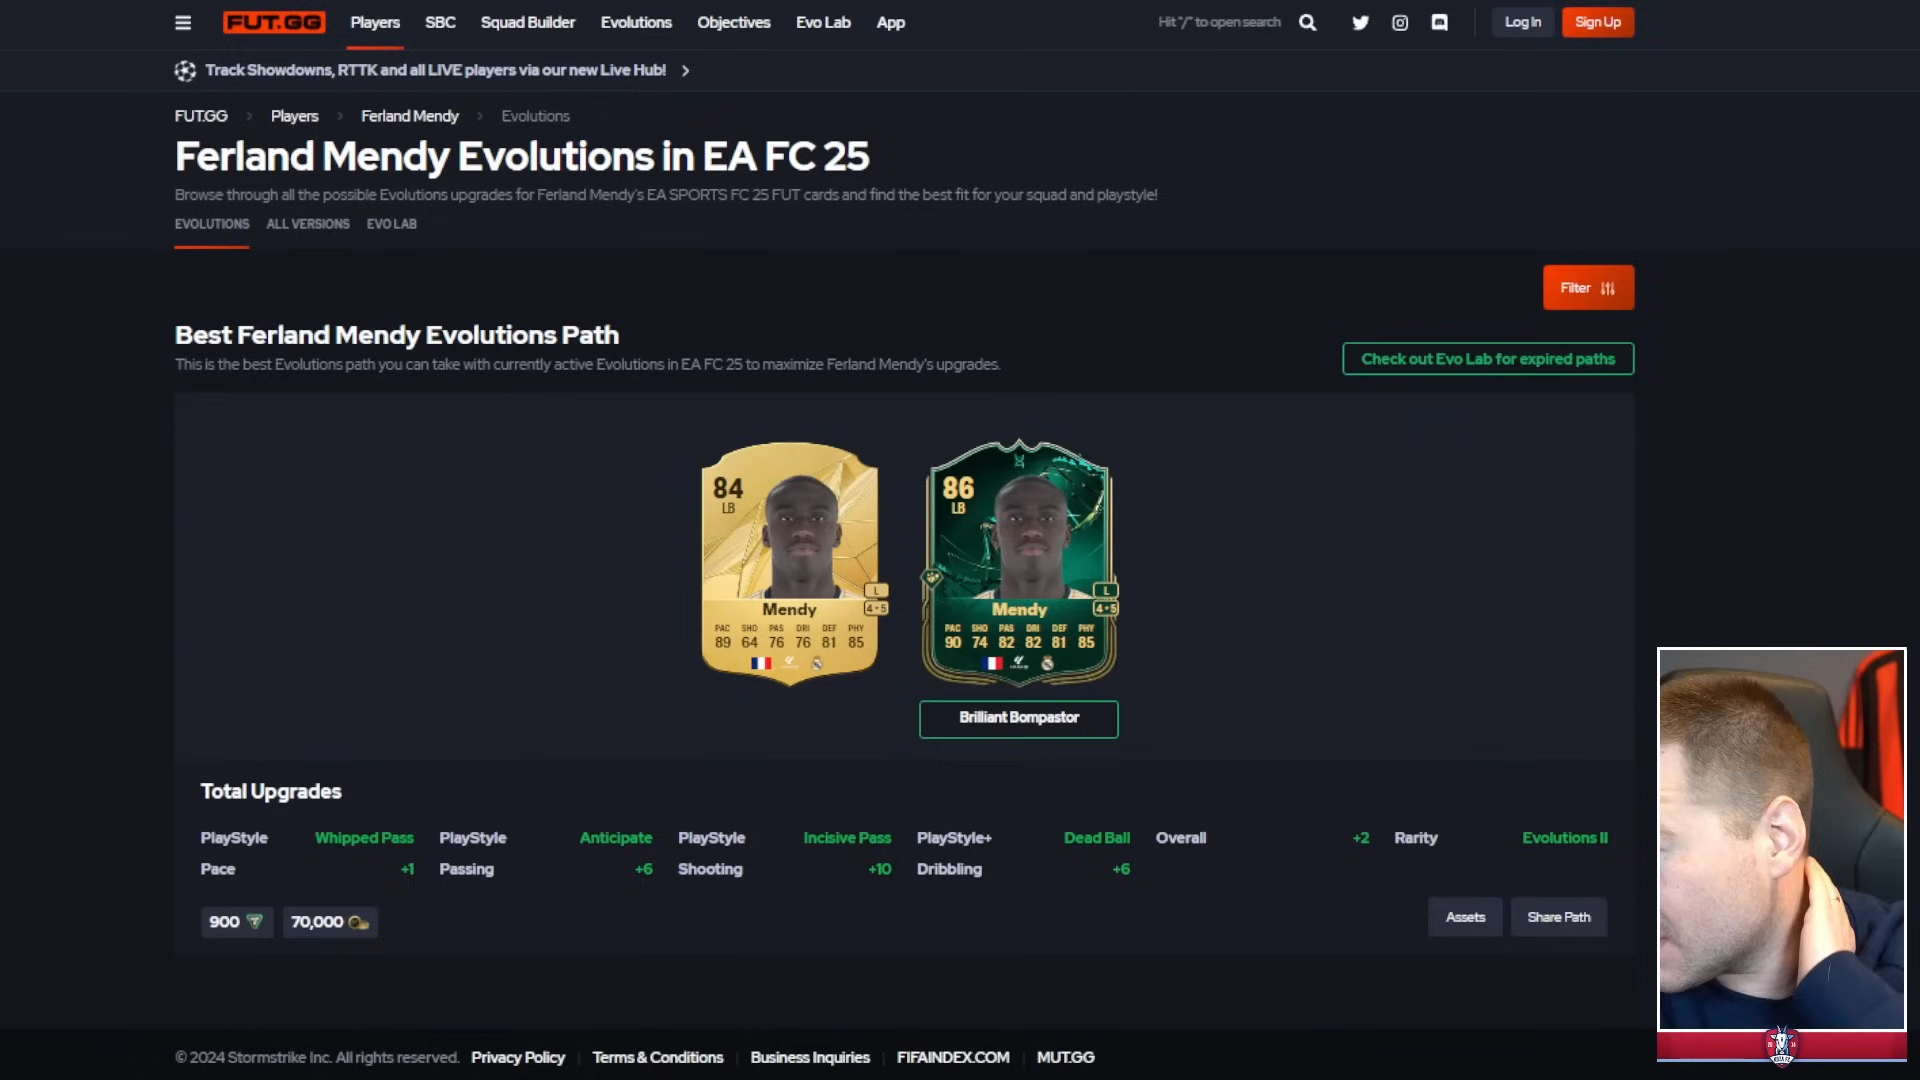 FUT.GG Players SBC Squad Builder Evolutions Objectives Evo Lab App Hit "/" to open search Log In Sign Up
Track Showdowns, RTTK and all LIVE players via our new Live Hub!
FUT.GG > Players > Ferland Mendy > Evolutions
Ferland Mendy Evolutions in EA FC 25
Browse through all the possible Evolutions upgrades for Ferland Mendy's EA SPORTS FC 25 FUT cards and find the best fit for your squad and playstyle!
EVOLUTIONS ALL VERSIONS EVO LAB
Filter
Best Ferland Mendy Evolutions Path
This is the best Evolutions path you can take with currently active Evolutions in EA FC 25 to maximize Ferland Mendy's upgrades.
Check out Evo Lab for expired paths
84
LB
L
4 • 5
Mendy
PAC SHO PAS DRI DEF PHY
89 64 76 76 81 85
86
LB
L
4 • 5
Mendy
PAC SHO PAS DRI DEF PHY
90 74 82 82 81 85
Brilliant Bompastor
Total Upgrades
PlayStyle Whipped Pass PlayStyle Anticipate PlayStyle Incisive Pass PlayStyle+ Dead Ball Overall +2 Rarity Evolutions II
Pace +1 Passing +6 Shooting +10 Dribbling +6
900 70,000
Assets Share Path
© 2024 Stormstrike Inc. All rights reserved. Privacy Policy Terms & Conditions Business Inquiries FIFAINDEX.COM MUT.GG